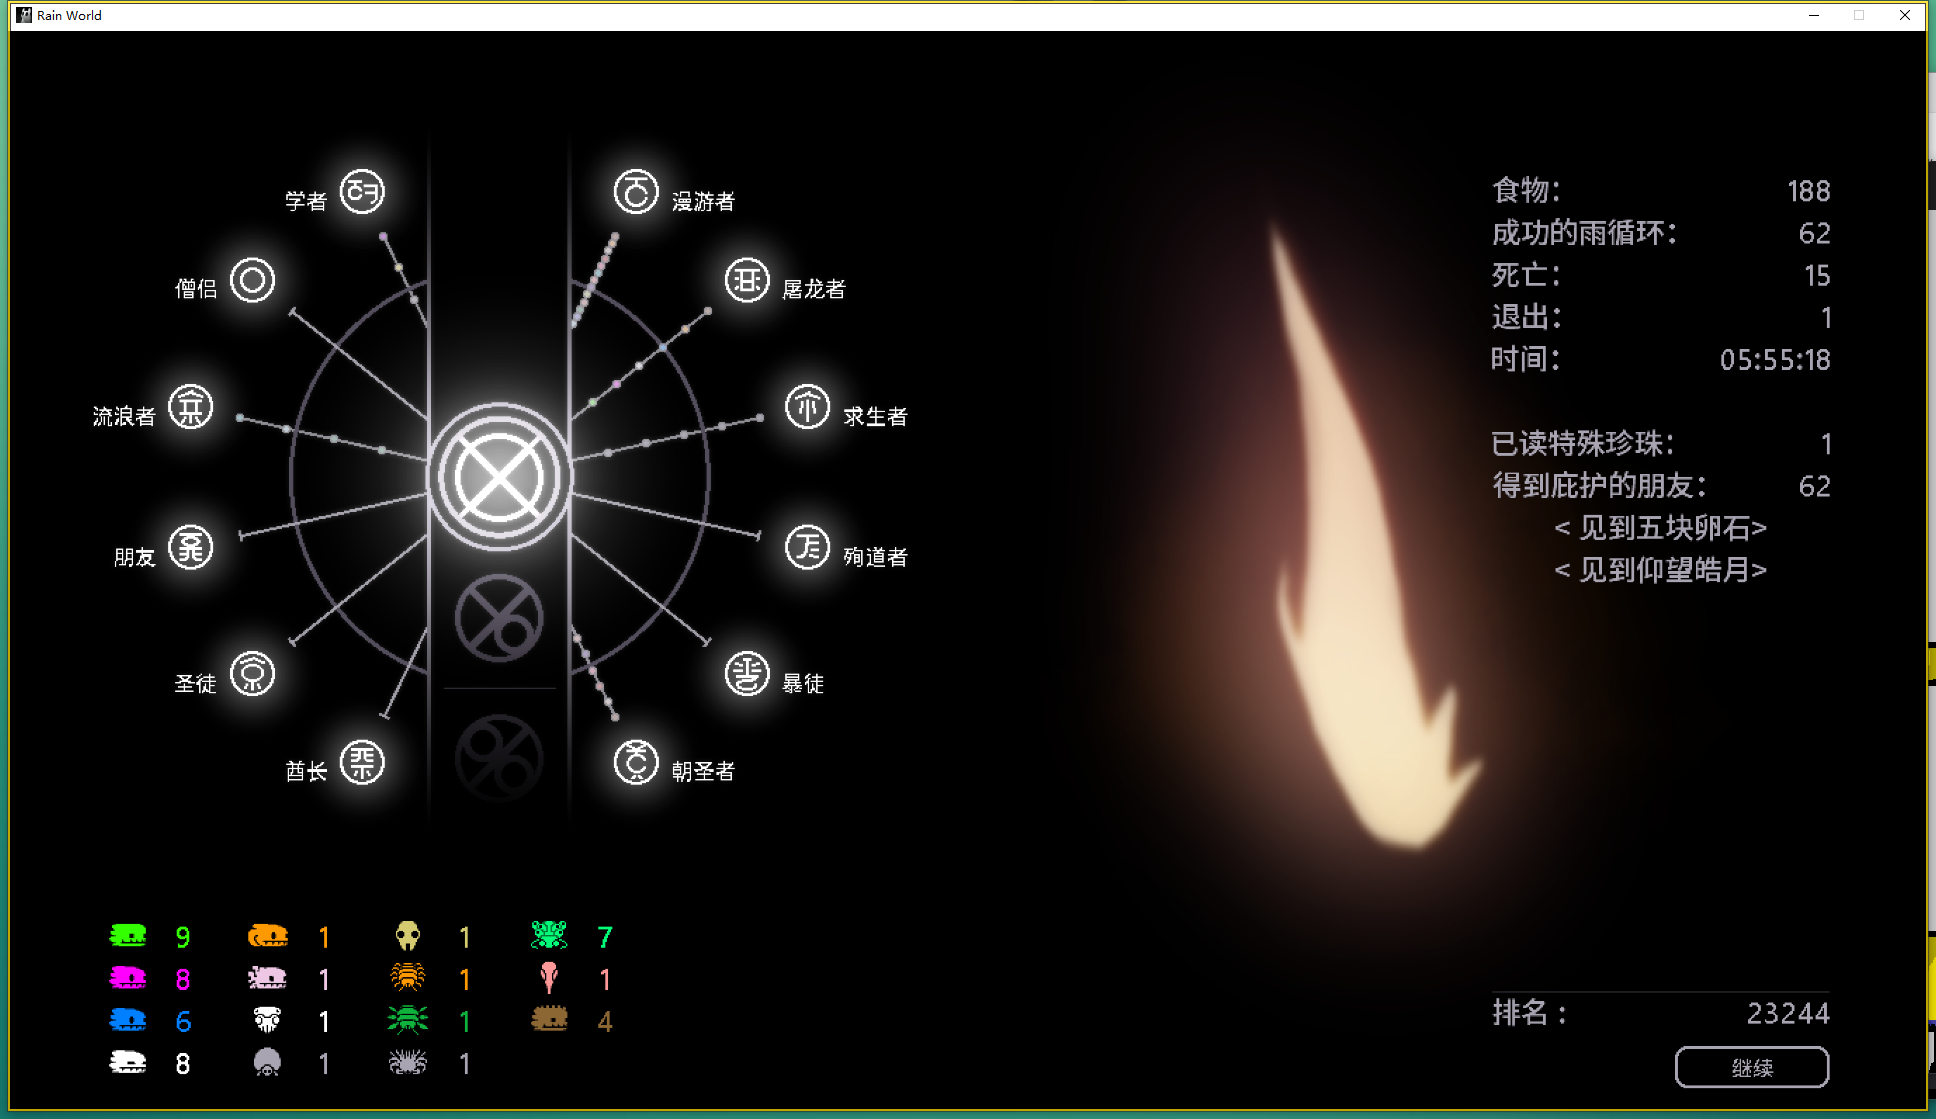 Rain World
学者
漫游者
僧侣
屠龙者
流浪者
求生者
朋友
殉道者
圣徒
暴徒
酋长
朝圣者
食物： 188
成功的雨循环： 62
死亡： 15
退出： 1
时间： 05:55:18
已读特殊珍珠： 1
得到庇护的朋友： 62
< 见到五块卵石>
< 见到仰望皓月>
9 1 1 7
8 1 1 1
6 1 1 4
8 1 1
排名： 23244
继续